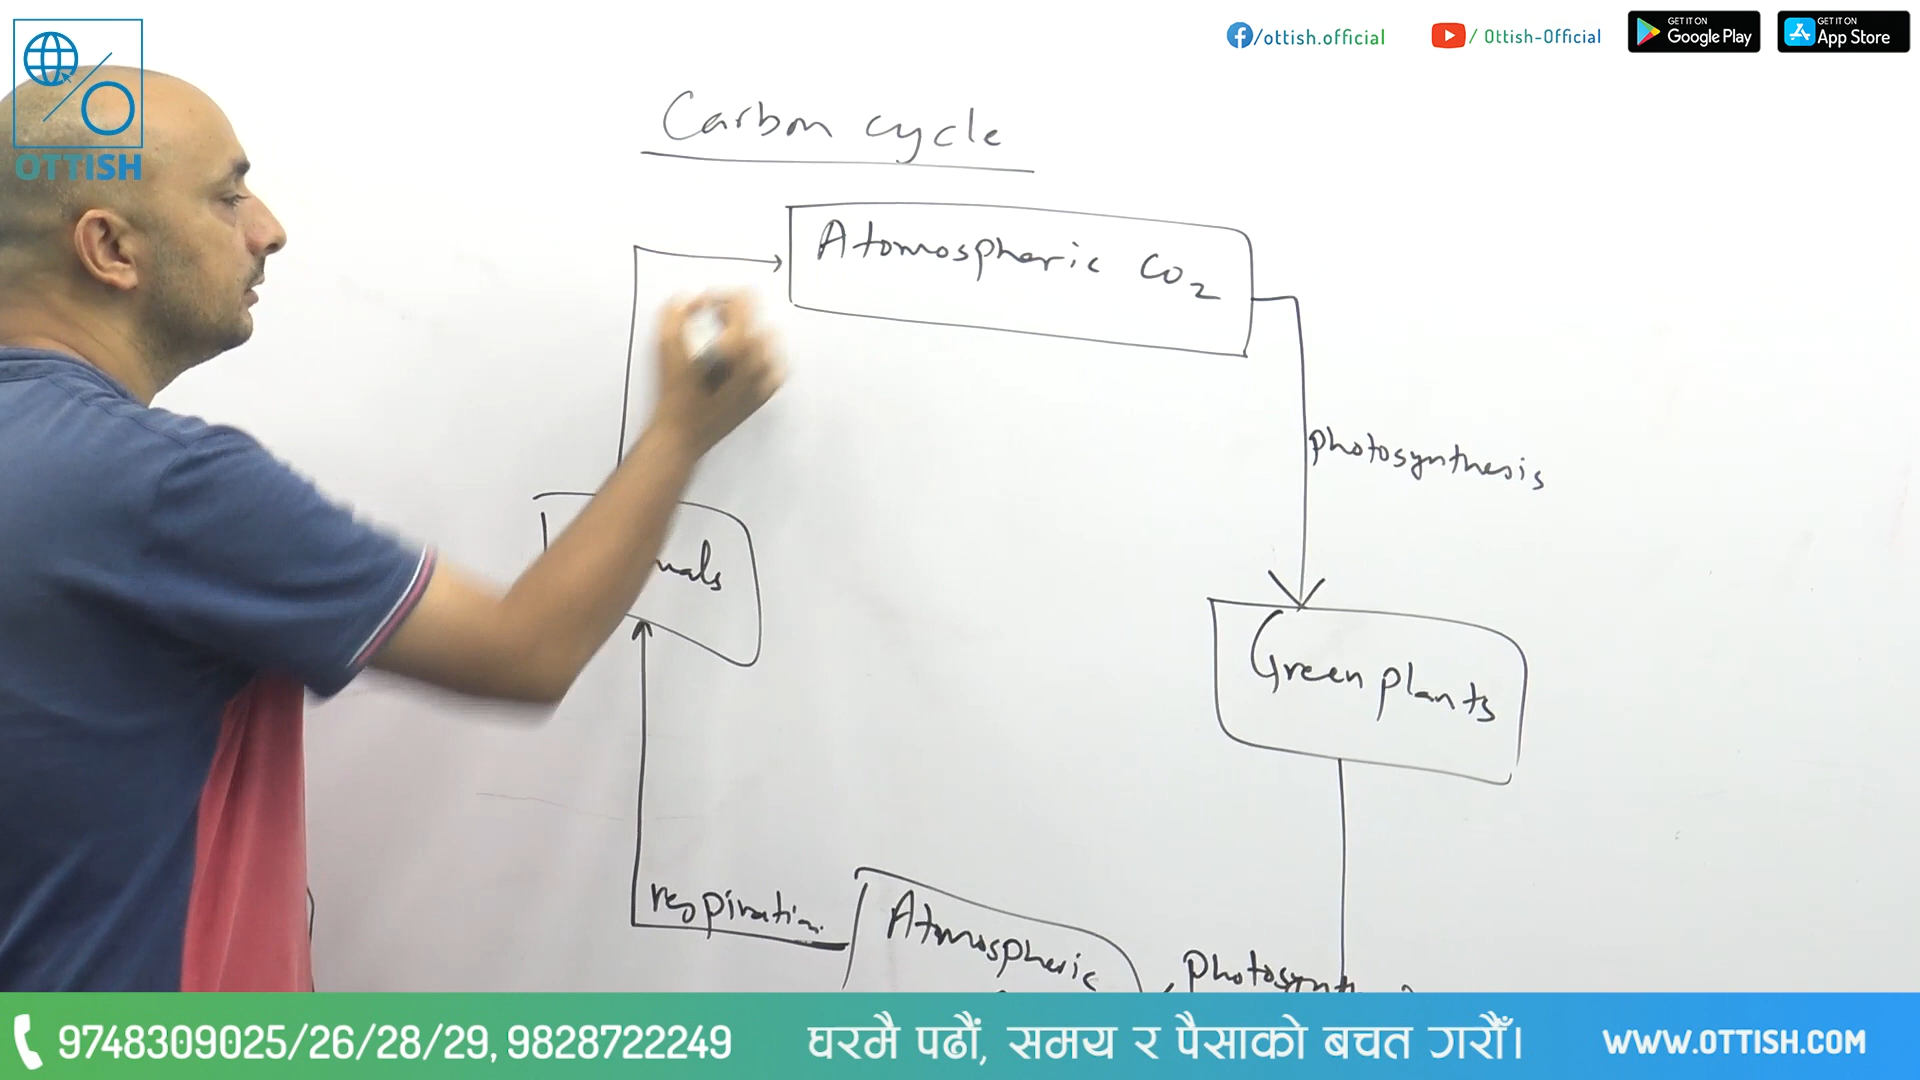 /ottish.official
/ Ottish-Official
GET IT ON
Google Play
GET IT ON
App Store
OTTISH
Carbon cycle
Atomospheric CO2
photosynthesis
Green plants
respiration
Atmospheric
9748309025/26/28/29, 9828722249
घरमै पढौं, समय र पैसाको बचत गरौँ।
WWW.OTTISH.COM